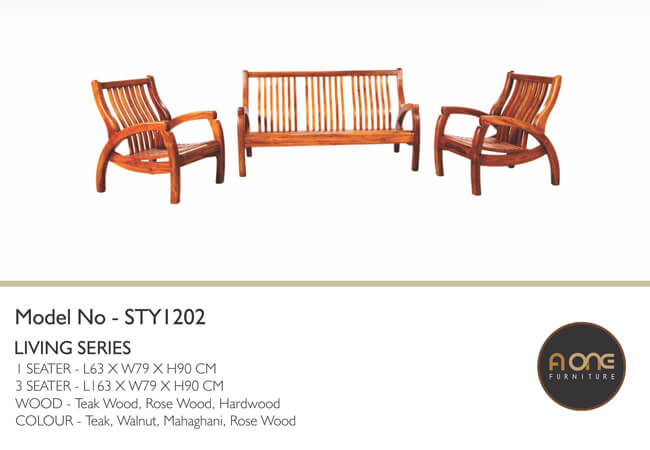 Model No - STY1202
LIVING SERIES
1 SEATER - L63 X W79 X H90 CM
3 SEATER - L163 X W79 X H90 CM
WOOD - Teak Wood, Rose Wood, Hardwood
COLOUR - Teak, Walnut, Mahaghani, Rose Wood
A ONE
FURNITURE